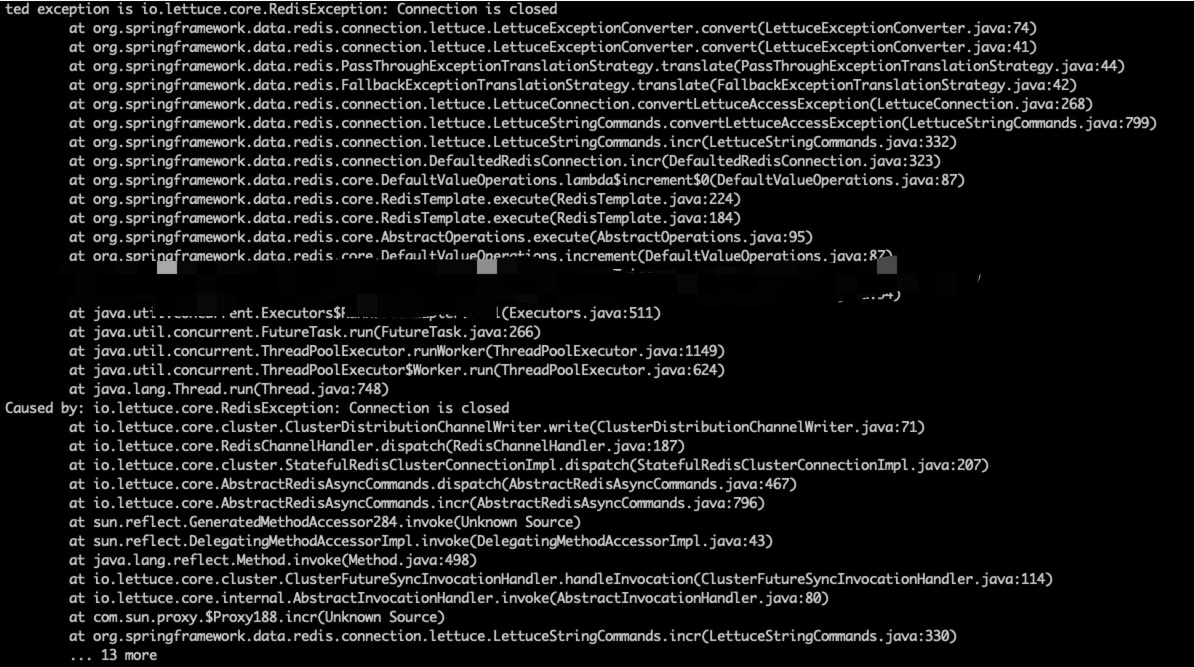 ted exception is io.lettuce.core.RedisException: Connection is closed
at org.springframework.data.redis.connection.lettuce.LettuceExceptionConverter.convert(LettuceExceptionConverter.java:74)
at org.springframework.data.redis.connection.lettuce.LettuceExceptionConverter.convert(LettuceExceptionConverter.java:41)
at org.springframework.data.redis.PassThroughExceptionTranslationStrategy.translate(PassThroughExceptionTranslationStrategy.java:44)
at org.springframework.data.redis.FallbackExceptionTranslationStrategy.translate(FallbackExceptionTranslationStrategy.java:42)
at org.springframework.data.redis.connection.lettuce.LettuceConnection.convertLettuceAccessException(LettuceConnection.java:268)
at org.springframework.data.redis.connection.lettuce.LettuceStringCommands.convertLettuceAccessException(LettuceStringCommands.java:799)
at org.springframework.data.redis.connection.lettuce.LettuceStringCommands.incr(LettuceStringCommands.java:332)
at org.springframework.data.redis.connection.DefaultedRedisConnection.incr(DefaultedRedisConnection.java:323)
at org.springframework.data.redis.core.DefaultValueOperations.lambda$increment$0(DefaultValueOperations.java:87)
at org.springframework.data.redis.core.RedisTemplate.execute(RedisTemplate.java:224)
at org.springframework.data.redis.core.RedisTemplate.execute(RedisTemplate.java:184)
at org.springframework.data.redis.core.AbstractOperations.execute(AbstractOperations.java:95)
at org.springframework.data.redis.core.DefaultValueOperations.increment(DefaultValueOperations.java:87)
at (Executors.java:511)
at java.util.concurrent.FutureTask.run(FutureTask.java:266)
at java.util.concurrent.ThreadPoolExecutor.runWorker(ThreadPoolExecutor.java:1149)
at java.util.concurrent.ThreadPoolExecutor$Worker.run(ThreadPoolExecutor.java:624)
at java.lang.Thread.run(Thread.java:748)
Caused by: io.lettuce.core.RedisException: Connection is closed
at io.lettuce.core.cluster.ClusterDistributionChannelWriter.write(ClusterDistributionChannelWriter.java:71)
at io.lettuce.core.RedisChannelHandler.dispatch(RedisChannelHandler.java:187)
at io.lettuce.core.cluster.StatefulRedisClusterConnectionImpl.dispatch(StatefulRedisClusterConnectionImpl.java:207)
at io.lettuce.core.AbstractRedisAsyncCommands.dispatch(AbstractRedisAsyncCommands.java:467)
at io.lettuce.core.AbstractRedisAsyncCommands.incr(AbstractRedisAsyncCommands.java:796)
at sun.reflect.GeneratedMethodAccessor284.invoke(Unknown Source)
at sun.reflect.DelegatingMethodAccessorImpl.invoke(DelegatingMethodAccessorImpl.java:43)
at java.lang.reflect.Method.invoke(Method.java:498)
at io.lettuce.core.cluster.ClusterFutureSyncInvocationHandler.handleInvocation(ClusterFutureSyncInvocationHandler.java:114)
at io.lettuce.core.internal.AbstractInvocationHandler.invoke(AbstractInvocationHandler.java:80)
at com.sun.proxy.$Proxy188.incr(Unknown Source)
at org.springframework.data.redis.connection.lettuce.LettuceStringCommands.incr(LettuceStringCommands.java:330)
... 13 more